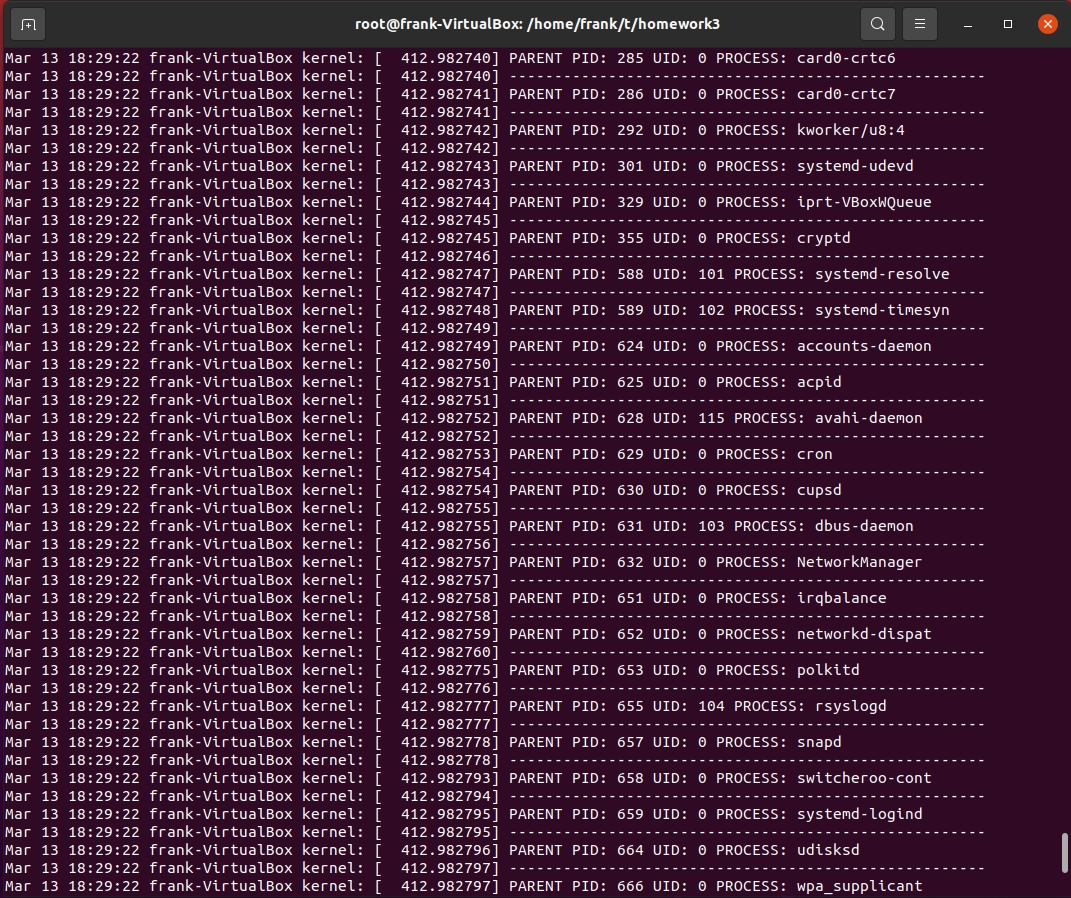 root@frank-VirtualBox: /home/frank/t/homework3
Mar 13 18:29:22 frank-VirtualBox kernel: [  412.982740] PARENT PID: 285 UID: 0 PROCESS: card0-crtc6
Mar 13 18:29:22 frank-VirtualBox kernel: [  412.982740] -----------------------------------------------------
Mar 13 18:29:22 frank-VirtualBox kernel: [  412.982741] PARENT PID: 286 UID: 0 PROCESS: card0-crtc7
Mar 13 18:29:22 frank-VirtualBox kernel: [  412.982741] -----------------------------------------------------
Mar 13 18:29:22 frank-VirtualBox kernel: [  412.982742] PARENT PID: 292 UID: 0 PROCESS: kworker/u8:4
Mar 13 18:29:22 frank-VirtualBox kernel: [  412.982742] -----------------------------------------------------
Mar 13 18:29:22 frank-VirtualBox kernel: [  412.982743] PARENT PID: 301 UID: 0 PROCESS: systemd-udevd
Mar 13 18:29:22 frank-VirtualBox kernel: [  412.982743] -----------------------------------------------------
Mar 13 18:29:22 frank-VirtualBox kernel: [  412.982744] PARENT PID: 329 UID: 0 PROCESS: iprt-VBoxWQueue
Mar 13 18:29:22 frank-VirtualBox kernel: [  412.982745] -----------------------------------------------------
Mar 13 18:29:22 frank-VirtualBox kernel: [  412.982745] PARENT PID: 355 UID: 0 PROCESS: cryptd
Mar 13 18:29:22 frank-VirtualBox kernel: [  412.982746] -----------------------------------------------------
Mar 13 18:29:22 frank-VirtualBox kernel: [  412.982747] PARENT PID: 588 UID: 101 PROCESS: systemd-resolve
Mar 13 18:29:22 frank-VirtualBox kernel: [  412.982747] -----------------------------------------------------
Mar 13 18:29:22 frank-VirtualBox kernel: [  412.982748] PARENT PID: 589 UID: 102 PROCESS: systemd-timesyn
Mar 13 18:29:22 frank-VirtualBox kernel: [  412.982749] -----------------------------------------------------
Mar 13 18:29:22 frank-VirtualBox kernel: [  412.982749] PARENT PID: 624 UID: 0 PROCESS: accounts-daemon
Mar 13 18:29:22 frank-VirtualBox kernel: [  412.982750] -----------------------------------------------------
Mar 13 18:29:22 frank-VirtualBox kernel: [  412.982751] PARENT PID: 625 UID: 0 PROCESS: acpid
Mar 13 18:29:22 frank-VirtualBox kernel: [  412.982751] -----------------------------------------------------
Mar 13 18:29:22 frank-VirtualBox kernel: [  412.982752] PARENT PID: 628 UID: 115 PROCESS: avahi-daemon
Mar 13 18:29:22 frank-VirtualBox kernel: [  412.982752] -----------------------------------------------------
Mar 13 18:29:22 frank-VirtualBox kernel: [  412.982753] PARENT PID: 629 UID: 0 PROCESS: cron
Mar 13 18:29:22 frank-VirtualBox kernel: [  412.982754] -----------------------------------------------------
Mar 13 18:29:22 frank-VirtualBox kernel: [  412.982754] PARENT PID: 630 UID: 0 PROCESS: cupsd
Mar 13 18:29:22 frank-VirtualBox kernel: [  412.982755] -----------------------------------------------------
Mar 13 18:29:22 frank-VirtualBox kernel: [  412.982755] PARENT PID: 631 UID: 103 PROCESS: dbus-daemon
Mar 13 18:29:22 frank-VirtualBox kernel: [  412.982756] -----------------------------------------------------
Mar 13 18:29:22 frank-VirtualBox kernel: [  412.982757] PARENT PID: 632 UID: 0 PROCESS: NetworkManager
Mar 13 18:29:22 frank-VirtualBox kernel: [  412.982757] -----------------------------------------------------
Mar 13 18:29:22 frank-VirtualBox kernel: [  412.982758] PARENT PID: 651 UID: 0 PROCESS: irqbalance
Mar 13 18:29:22 frank-VirtualBox kernel: [  412.982758] -----------------------------------------------------
Mar 13 18:29:22 frank-VirtualBox kernel: [  412.982759] PARENT PID: 652 UID: 0 PROCESS: networkd-dispat
Mar 13 18:29:22 frank-VirtualBox kernel: [  412.982760] -----------------------------------------------------
Mar 13 18:29:22 frank-VirtualBox kernel: [  412.982775] PARENT PID: 653 UID: 0 PROCESS: polkitd
Mar 13 18:29:22 frank-VirtualBox kernel: [  412.982776] -----------------------------------------------------
Mar 13 18:29:22 frank-VirtualBox kernel: [  412.982777] PARENT PID: 655 UID: 104 PROCESS: rsyslogd
Mar 13 18:29:22 frank-VirtualBox kernel: [  412.982777] -----------------------------------------------------
Mar 13 18:29:22 frank-VirtualBox kernel: [  412.982778] PARENT PID: 657 UID: 0 PROCESS: snapd
Mar 13 18:29:22 frank-VirtualBox kernel: [  412.982778] -----------------------------------------------------
Mar 13 18:29:22 frank-VirtualBox kernel: [  412.982793] PARENT PID: 658 UID: 0 PROCESS: switcheroo-cont
Mar 13 18:29:22 frank-VirtualBox kernel: [  412.982794] -----------------------------------------------------
Mar 13 18:29:22 frank-VirtualBox kernel: [  412.982795] PARENT PID: 659 UID: 0 PROCESS: systemd-logind
Mar 13 18:29:22 frank-VirtualBox kernel: [  412.982795] -----------------------------------------------------
Mar 13 18:29:22 frank-VirtualBox kernel: [  412.982796] PARENT PID: 664 UID: 0 PROCESS: udisksd
Mar 13 18:29:22 frank-VirtualBox kernel: [  412.982797] -----------------------------------------------------
Mar 13 18:29:22 frank-VirtualBox kernel: [  412.982797] PARENT PID: 666 UID: 0 PROCESS: wpa_supplicant